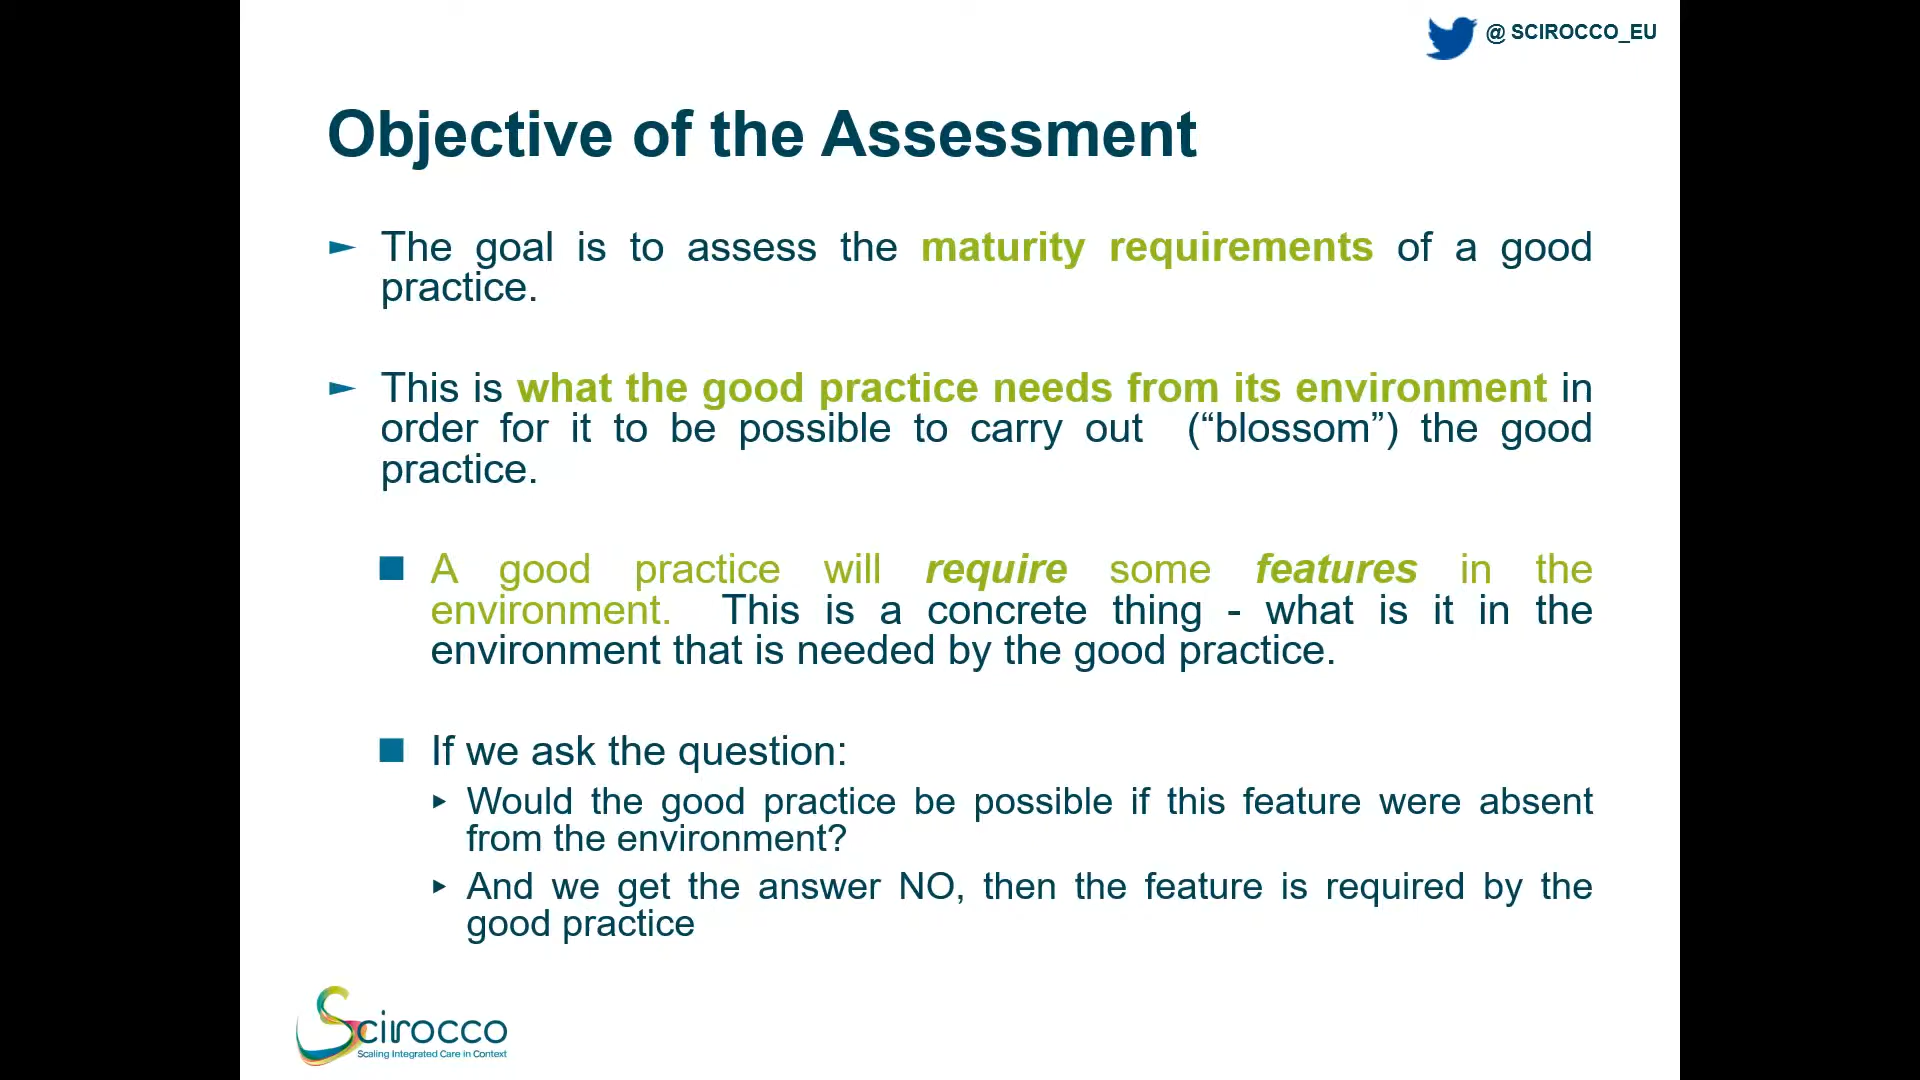 @ SCIROCCO_EU
Objective of the Assessment
► The goal is to assess the maturity requirements of a good
practice.
► This is what the good practice needs from its environment in
order for it to be possible to carry out (“blossom”) the good
practice.
■ A good practice will require some features in the
environment. This is a concrete thing - what is it in the
environment that is needed by the good practice.
■ If we ask the question:
▸ Would the good practice be possible if this feature were absent
from the environment?
▸ And we get the answer NO, then the feature is required by the
good practice
Scirocco
Scaling Integrated Care in Context